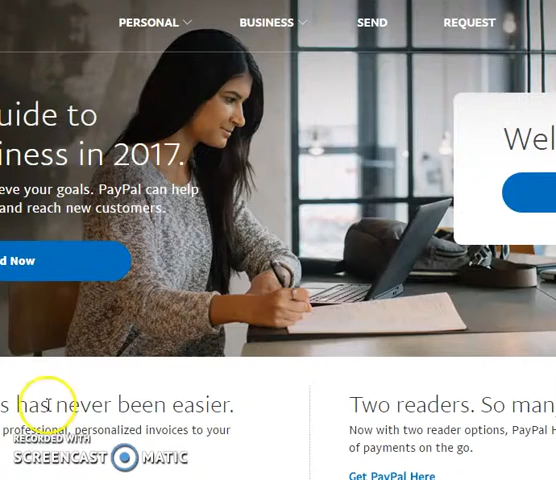 PERSONAL BUSINESS SEND REQUEST
uide to
iness in 2017.
eve your goals. PayPal can help
and reach new customers.
d Now
Wel
s has never been easier.
professional, personalized invoices to your
Two readers. So man
Now with two reader options, PayPal H
of payments on the go.
Get PayPal Here
RECORDED WITH
SCREENCAST MATIC